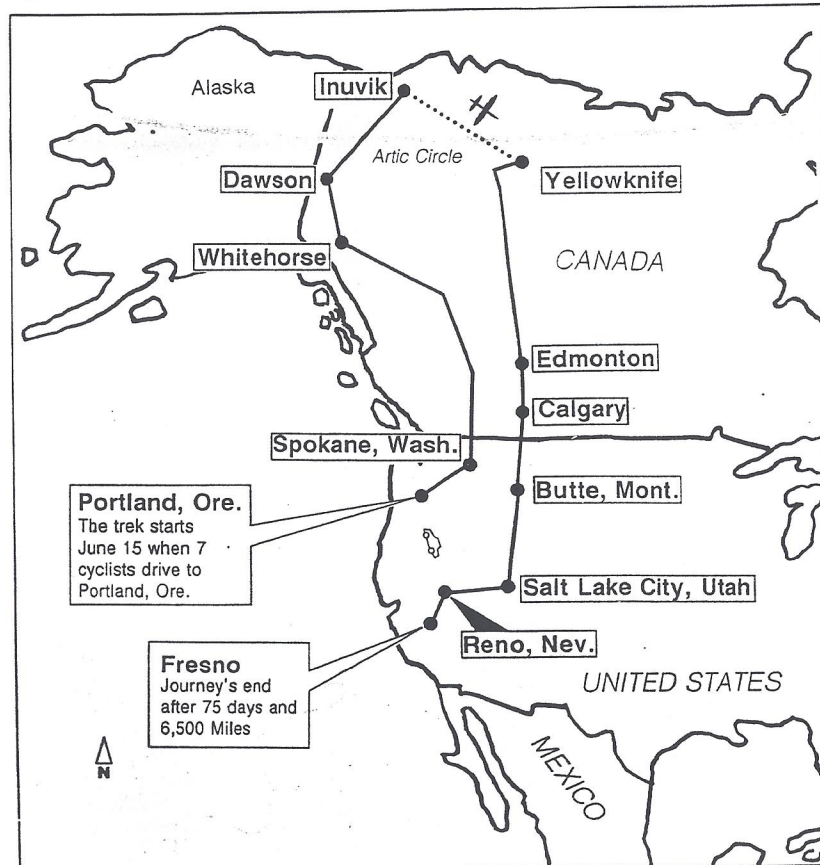 Alaska
Inuvik
Artic Circle
Dawson
Yellowknife
Whitehorse
CANADA
Edmonton
Calgary
Spokane, Wash.
Butte, Mont.
Portland, Ore.
The trek starts
June 15 when 7
cyclists drive to
Portland, Ore.
Salt Lake City, Utah
Reno, Nev.
Fresno
Journey's end
after 75 days and
6,500 Miles
UNITED STATES
MEXICO
N